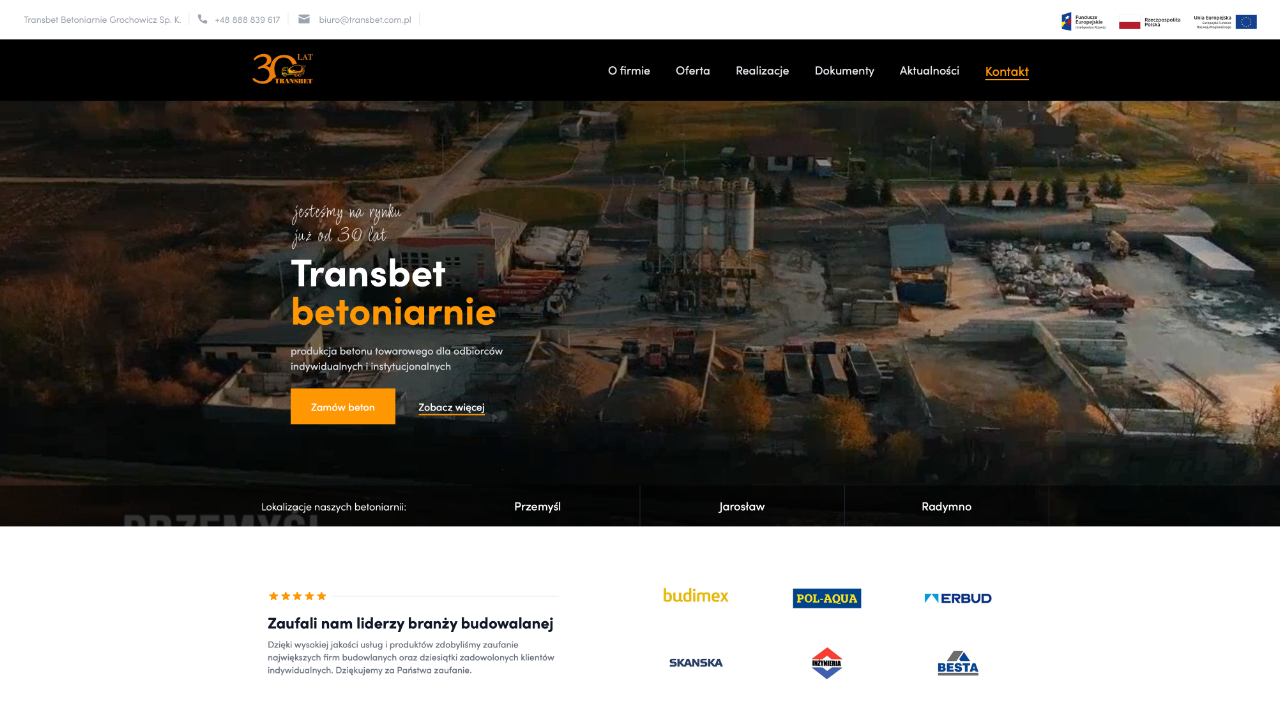 Transbet Betoniarnie Grochowicz Sp. K.
+48 888 839 617
biuro@transbet.com.pl
Fundusze
Europejskie
Rzeczpospolita
Polska
Unia Europejska
30 LAT
TRANSBET
O firmie
Oferta
Realizacje
Dokumenty
Aktualności
Kontakt
jesteśmy na rynku
już od 30 lat
Transbet
betoniarnie
produkcja betonu towarowego dla odbiorców
indywidualnych i instytucjonalnych
Zamów beton
Zobacz więcej
PRZEMYŚL
Lokalizacje naszych betoniarnii:
Przemyśl
Jarosław
Radymno
Zaufali nam liderzy branży budowalanej
Dzięki wysokiej jakości usług i produktów zdobyliśmy zaufanie
największych firm budowlanych oraz dziesiątki zadowolonych klientów
indywidualnych. Dziękujemy za Państwa zaufanie.
budimex
POL-AQUA
ERBUD
SKANSKA
INŻYNIERIA
BESTA